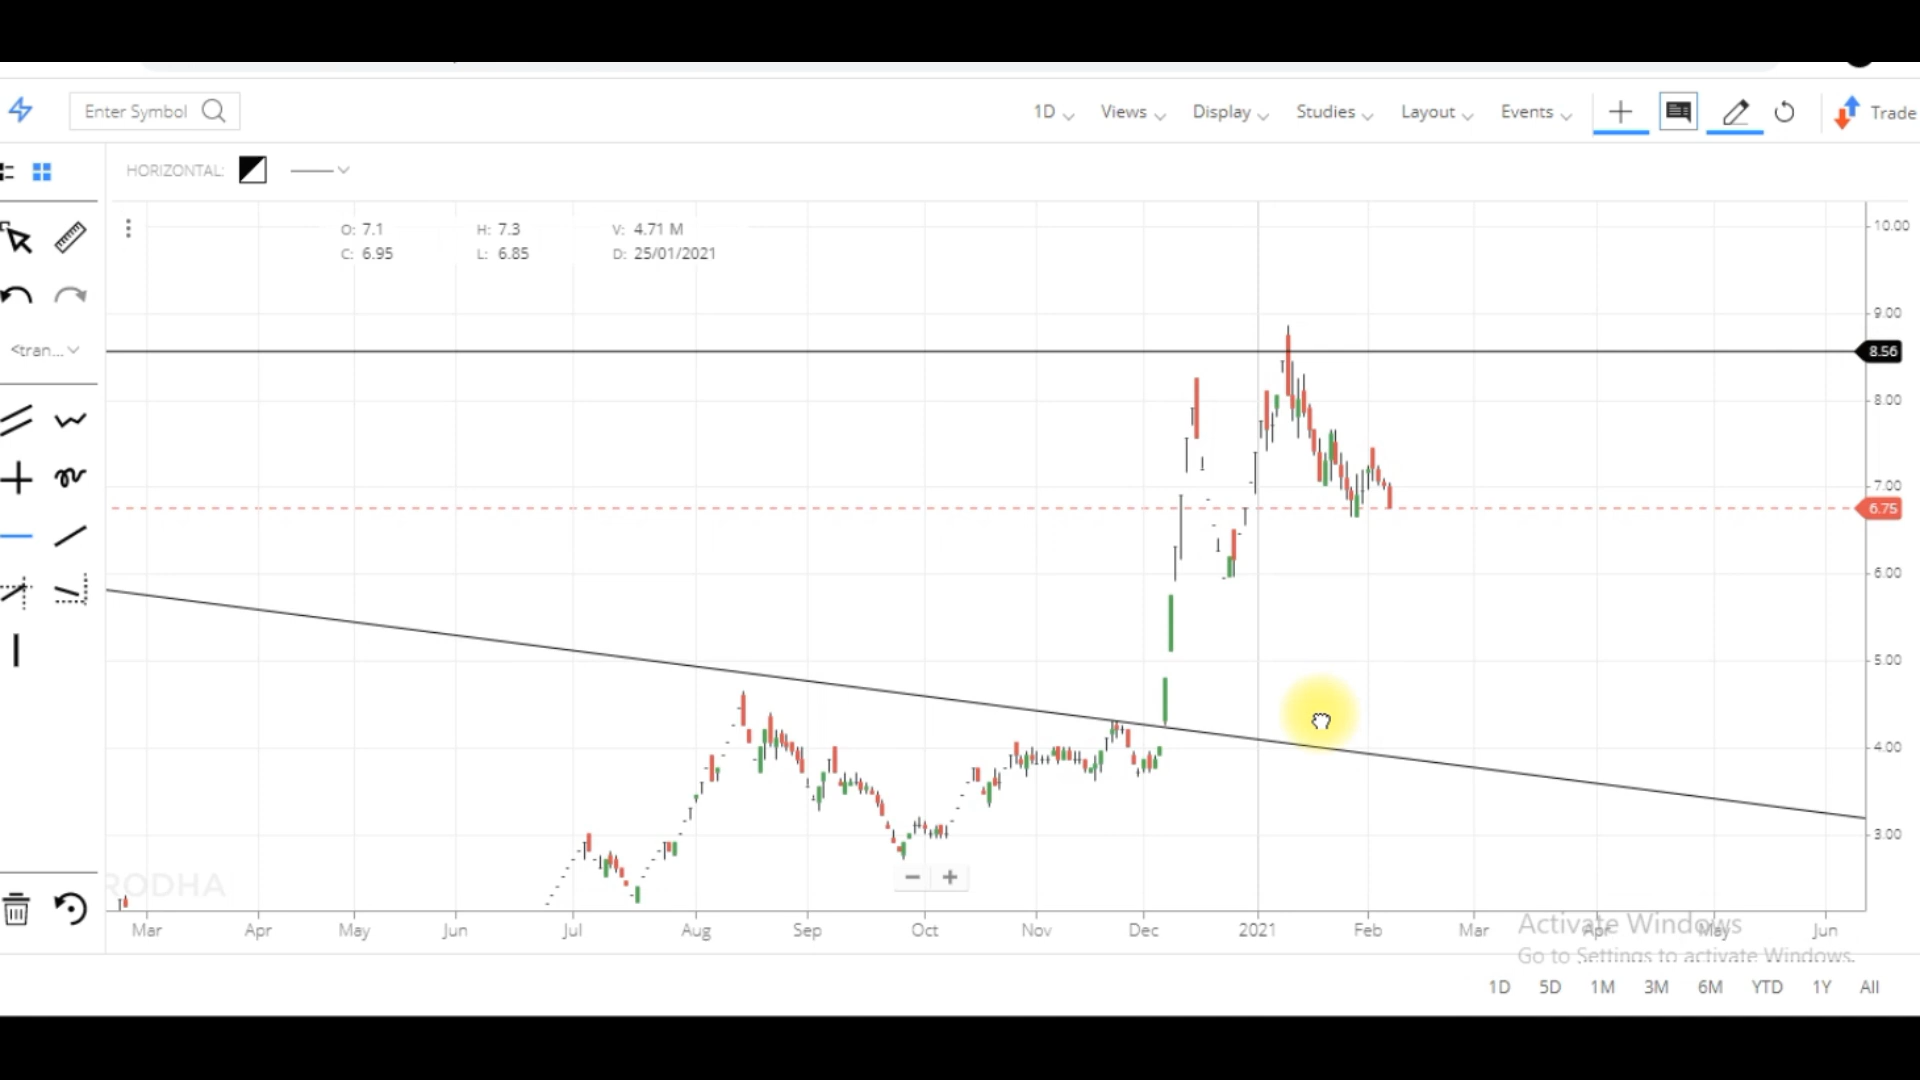 Enter Symbol 1D Views Display Studies Layout Events Trade
HORIZONTAL:
O: 7.1 H: 7.3 V: 4.71 M
C: 6.95 L: 6.85 D: 25/01/2021
<tran...
10.00
9.00
8.56
8.00
7.00
6.75
6.00
5.00
4.00
3.00
− +
RODHA
Mar Apr May Jun Jul Aug Sep Oct Nov Dec 2021 Feb Mar Apr May Jun
Activate Windows
Go to Settings to activate Windows.
1D 5D 1M 3M 6M YTD 1Y All